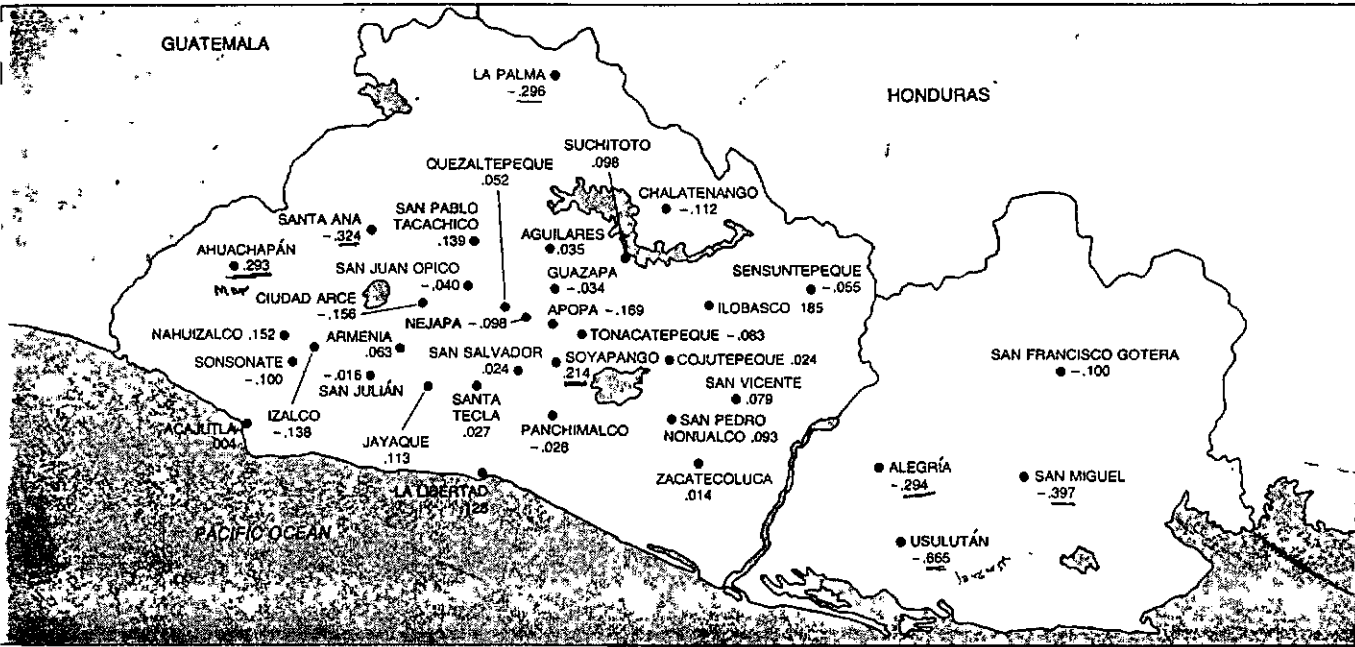 GUATEMALA
HONDURAS
LA PALMA
-.296
SUCHITOTO
.098
QUEZALTEPEQUE
.052
CHALATENANGO
-.112
SANTA ANA
-.324
SAN PABLO
TACACHICO
.139
AGUILARES
.035
AHUACHAPÁN
.293
SAN JUAN OPICO
-.040
GUAZAPA
-.034
SENSUNTEPEQUE
-.055
CIUDAD ARCE
-.156
NEJAPA -.098
APOPA -.169
ILOBASCO 185
NAHUIZALCO .152
ARMENIA
.063
TONACATEPEQUE -.083
SONSONATE
-.100
-.016
SAN JULIÁN
SAN SALVADOR
.024
SOYAPANGO
.214
COJUTEPEQUE .024
SAN FRANCISCO GOTERA
-.100
SAN VICENTE
.079
ACAJUTLA
.004
IZALCO
-.138
JAYAQUE
.113
SANTA
TECLA
.027
PANCHIMALCO
-.028
SAN PEDRO
NONUALCO .093
ZACATECOLUCA
.014
ALEGRÍA
-.294
SAN MIGUEL
-.397
LA LIBERTAD
.128
PACIFIC OCEAN
USULUTÁN
-.665